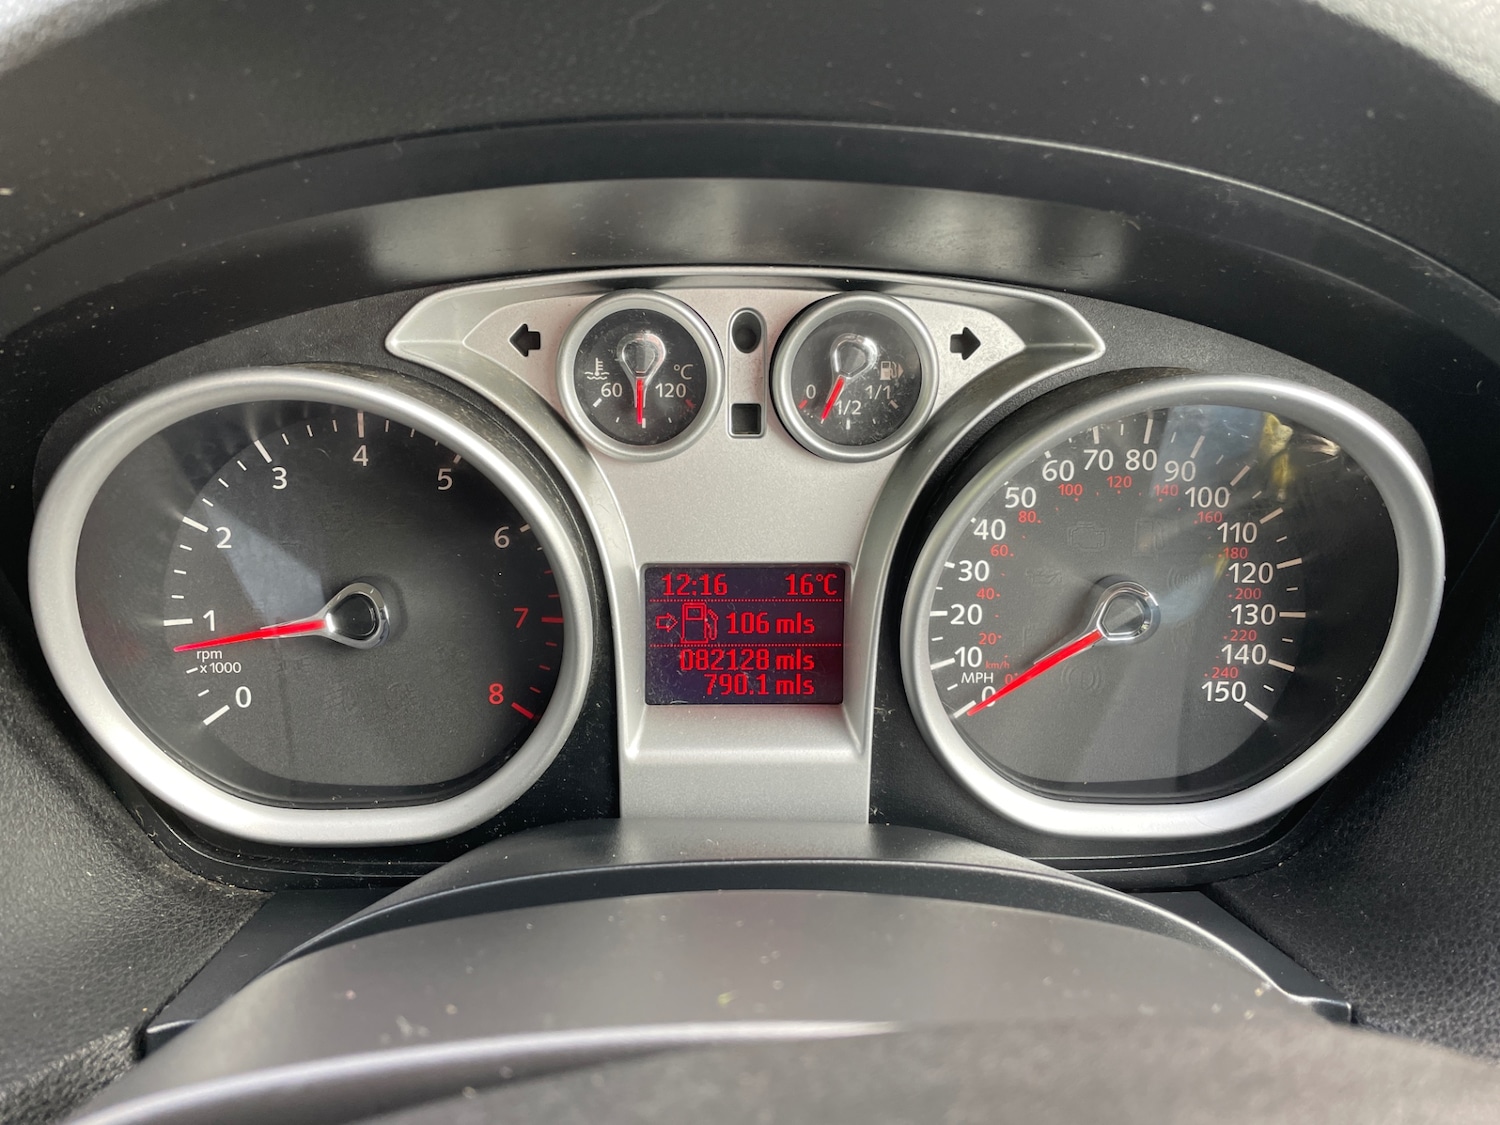 60 120 °C
0 1/2 1/1
0 1 2 3 4 5 6 7 8
rpm
x1000
12:16 16°C
106 mls
082128 mls
790.1 mls
0 10 20 30 40 50 60 70 80 90 100 110 120 130 140 150
MPH
km/h
0 20 40 60 80 100 120 140 160 180 200 220 240